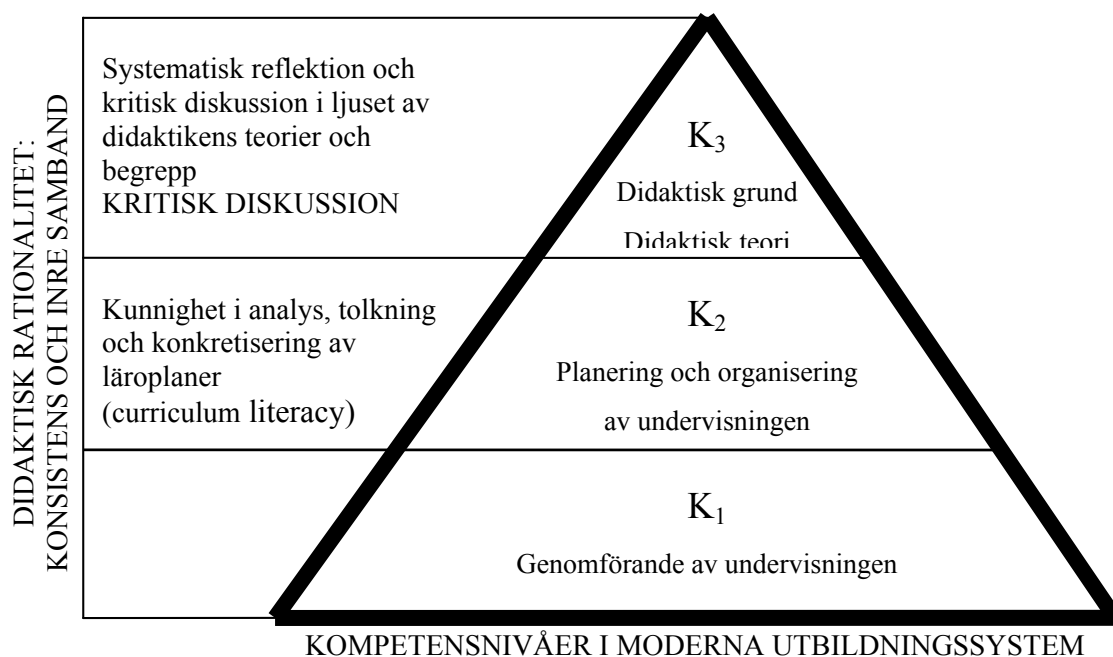 DIDAKTISK RATIONALITET:
KONSISTENS OCH INRE SAMBAND
Systematisk reflektion och
kritisk diskussion i ljuset av
didaktikens teorier och
begrepp
KRITISK DISKUSSION
K₃
Didaktisk grund
Didaktisk teori
Kunnighet i analys, tolkning
och konkretisering av
läroplaner
(curriculum literacy)
K₂
Planering och organisering
av undervisningen
K₁
Genomförande av undervisningen
KOMPETENSNIVÅER I MODERNA UTBILDNINGSSYSTEM